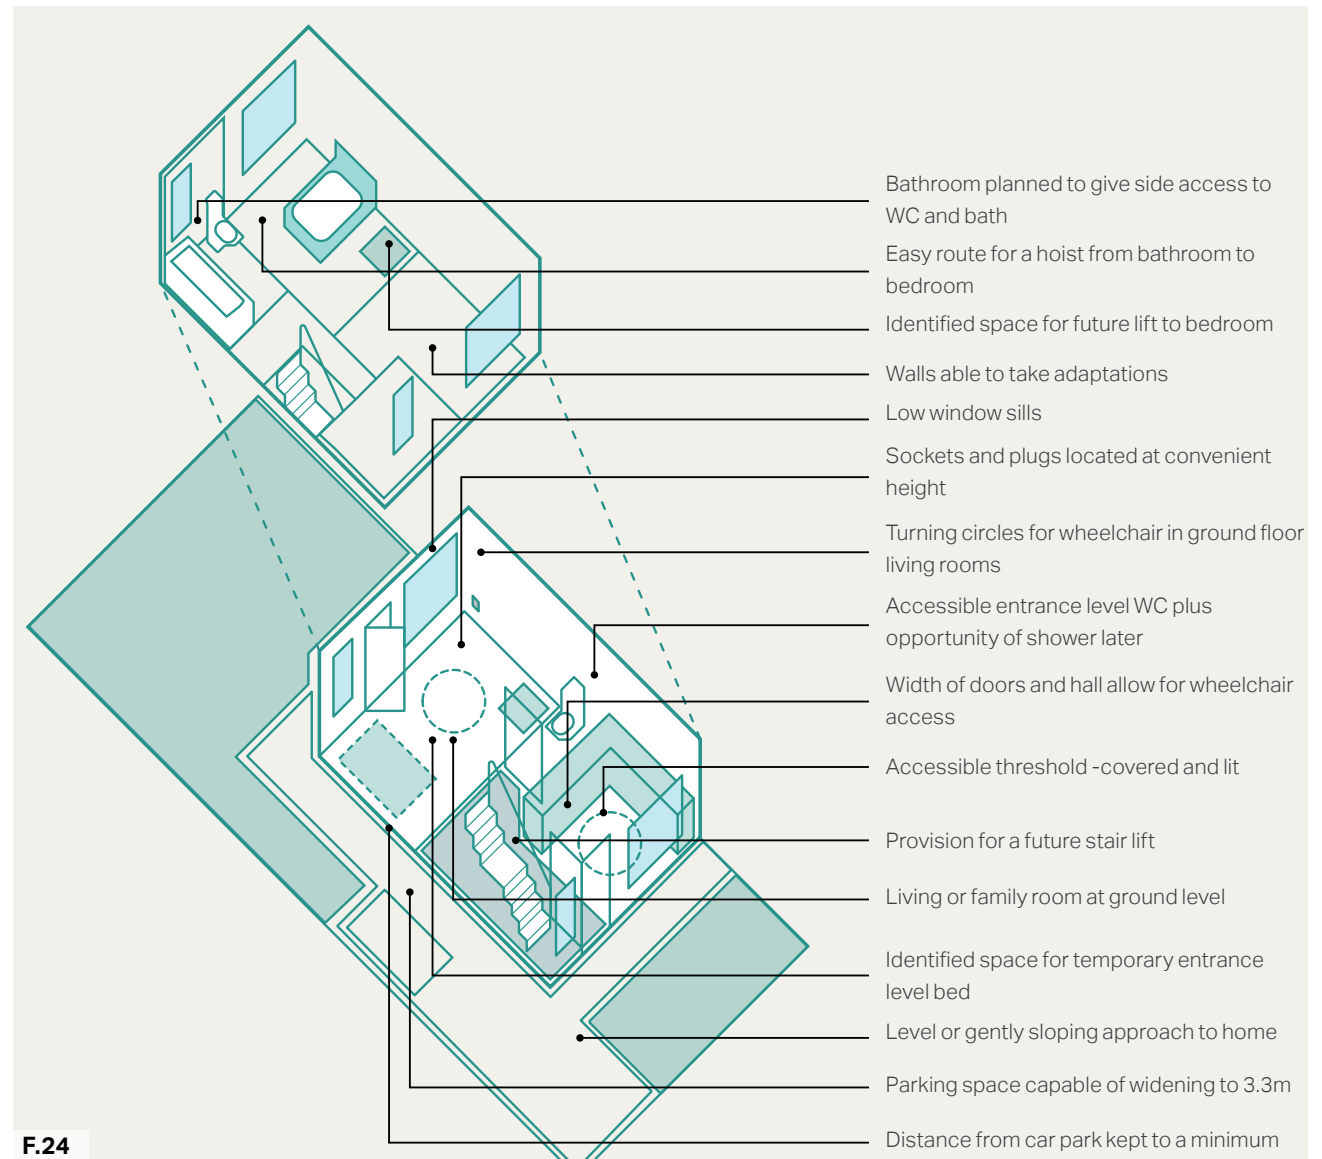 Bathroom planned to give side access to
WC and bath
Easy route for a hoist from bathroom to
bedroom
Identified space for future lift to bedroom
Walls able to take adaptations
Low window sills
Sockets and plugs located at convenient
height
Turning circles for wheelchair in ground floor
living rooms
Accessible entrance level WC plus
opportunity of shower later
Width of doors and hall allow for wheelchair
access
Accessible threshold -covered and lit
Provision for a future stair lift
Living or family room at ground level
Identified space for temporary entrance
level bed
Level or gently sloping approach to home
Parking space capable of widening to 3.3m
Distance from car park kept to a minimum
F.24